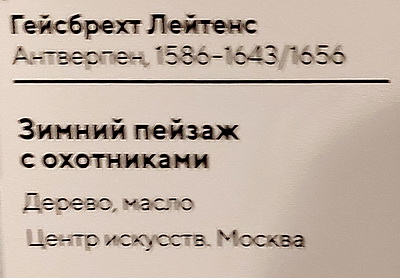 Гейсбрехт Лейтенс
Антверпен, 1586–1643/1656
Зимний пейзаж
с охотниками
Дерево, масло
Центр искусств. Москва